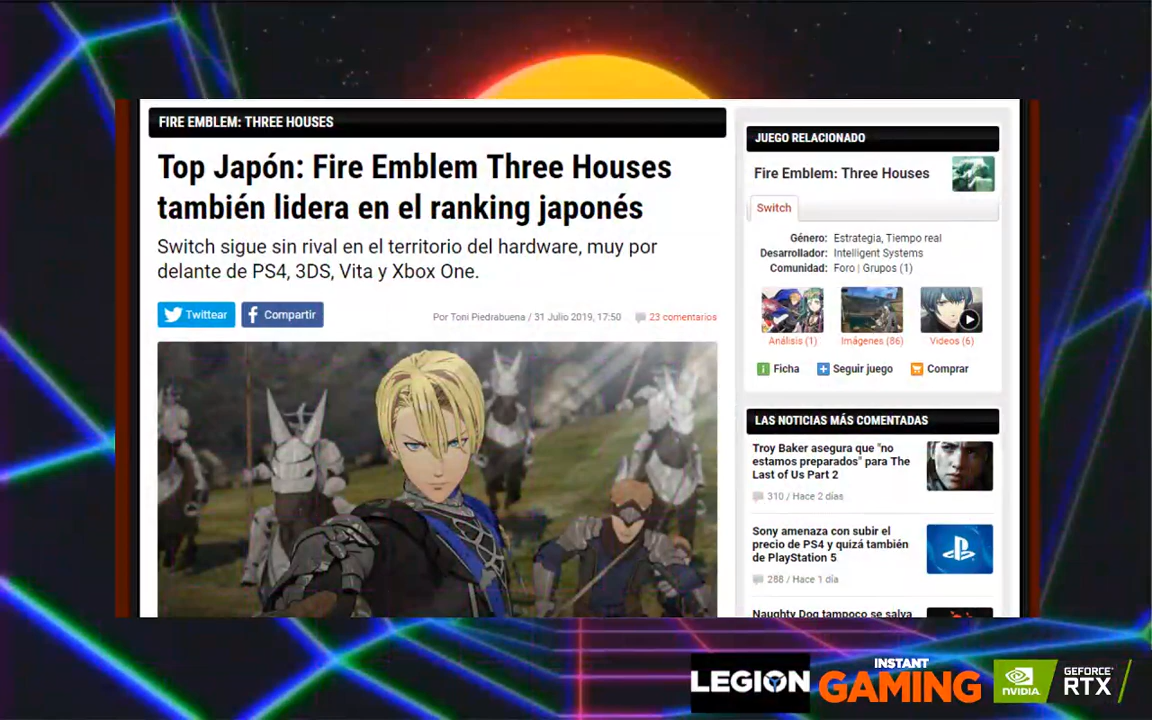 FIRE EMBLEM: THREE HOUSES
Top Japón: Fire Emblem Three Houses
también lidera en el ranking japonés
Switch sigue sin rival en el territorio del hardware, muy por
delante de PS4, 3DS, Vita y Xbox One.
Twittear
Compartir
Por Toni Piedrabuena / 31 Julio 2019, 17:50
23 comentarios
JUEGO RELACIONADO
Fire Emblem: Three Houses
Switch
Género: Estrategia, Tiempo real
Desarrollador: Intelligent Systems
Comunidad: Foro | Grupos (1)
Análisis (1)
Imágenes (86)
Videos (6)
Ficha
Seguir juego
Comprar
LAS NOTICIAS MÁS COMENTADAS
Troy Baker asegura que "no
estamos preparados" para The
Last of Us Part 2
310 / Hace 2 días
Sony amenaza con subir el
precio de PS4 y quizá también
de PlayStation 5
288 / Hace 1 día
Naughty Dog tampoco se salva
LEGION
INSTANT
GAMING
NVIDIA
GEFORCE
RTX